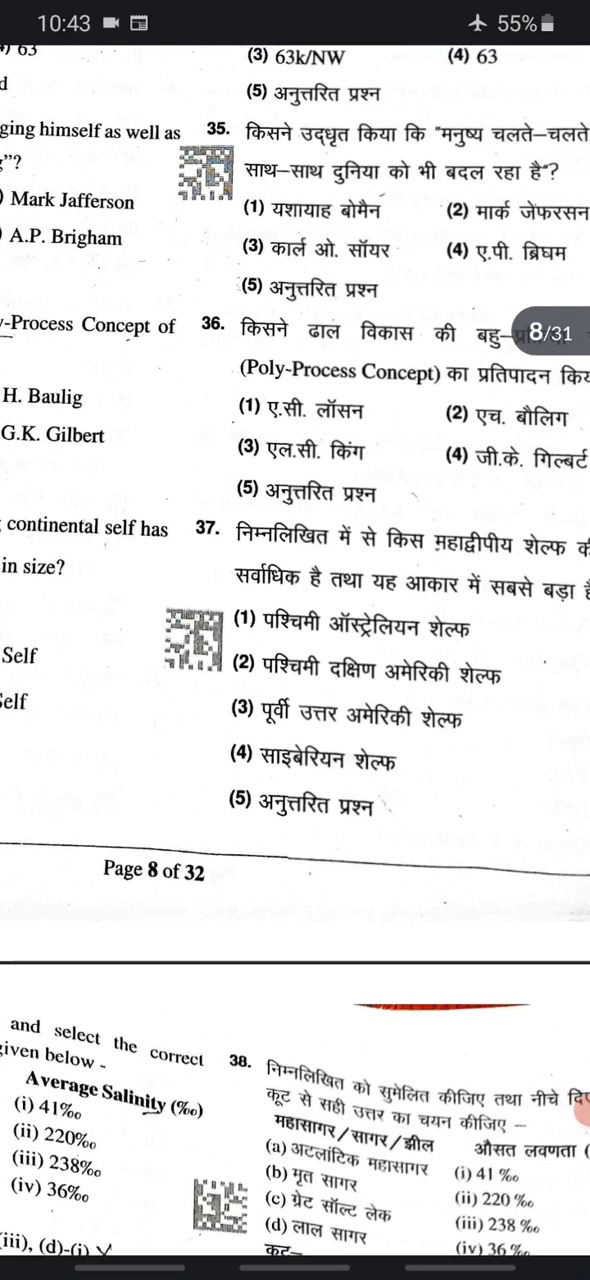 10:43
55%
63
(3) 63k/NW (4) 63
d
(5) अनुत्तरित प्रश्न
ging himself as well as
"?
Mark Jafferson
A.P. Brigham
35. किसने उद्धृत किया कि "मनुष्य चलते–चलते
साथ–साथ दुनिया को भी बदल रहा है"?
(1) यशायाह बोमैन (2) मार्क जेफरसन
(3) कार्ल ओ. सॉयर (4) ए.पी. ब्रिघम
(5) अनुत्तरित प्रश्न
-Process Concept of
H. Baulig
G.K. Gilbert
36. किसने ढाल विकास की बहु–
8/31
(Poly-Process Concept) का प्रतिपादन
(1) ए.सी. लॉसन (2) एच. बौलिग
(3) एल.सी. किंग (4) जी.के. गिल्बर्ट
(5) अनुत्तरित प्रश्न
continental self has
in size?
Self
Self
37. निम्नलिखित में से किस महाद्वीपीय शेल्फ
सर्वाधिक है तथा यह आकार में सबसे बड़ा
(1) पश्चिमी ऑस्ट्रेलियन शेल्फ
(2) पश्चिमी दक्षिण अमेरिकी शेल्फ
(3) पूर्वी उत्तर अमेरिकी शेल्फ
(4) साइबेरियन शेल्फ
(5) अनुत्तरित प्रश्न
Page 8 of 32
and select the correct
given below -
Average Salinity (‰)
(i) 41‰
(ii) 220‰
(iii) 238‰
(iv) 36‰
(iii), (d)-(i)
38. निम्नलिखित को सुमेलित कीजिए तथा नीचे
कूट से सही उत्तर का चयन कीजिए –
महासागर/सागर/झील औसत लवणता (
(a) अटलांटिक महासागर (i) 41 ‰
(b) मृत सागर (ii) 220 ‰
(c) ग्रेट सॉल्ट लेक (iii) 238 ‰
(d) लाल सागर (iv) 36 ‰
कूट–